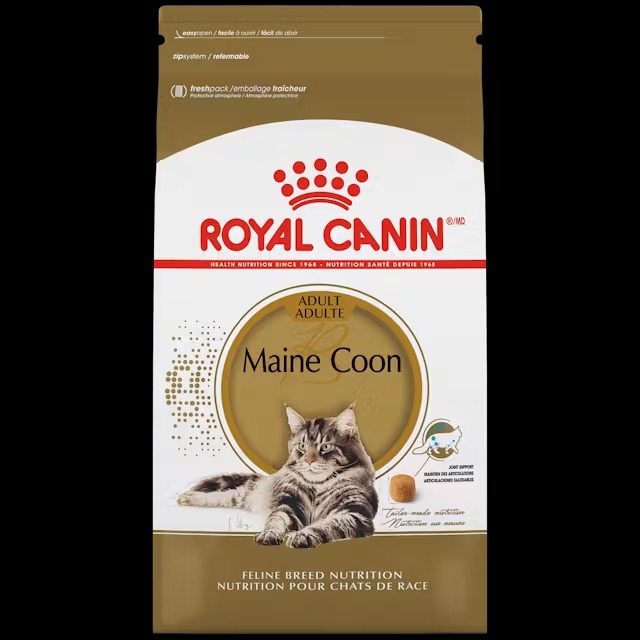 easyopen / facile à ouvrir / fácil de abrir
zipsystem / refermable
freshpack / emballage fraîcheur
Protective atmosphere / Atmosphère protectrice
ROYAL CANIN ®/MD
HEALTH NUTRITION SINCE 1968 - NUTRITION SANTÉ DEPUIS 1968
ADULT
ADULTE
Maine Coon
JOINT SUPPORT
MAINTIEN DES ARTICULATIONS
ARTICULACIONES SALUDABLES
Tailor-made nutrition
Nutrition sur mesure
FELINE BREED NUTRITION
NUTRITION POUR CHATS DE RACE